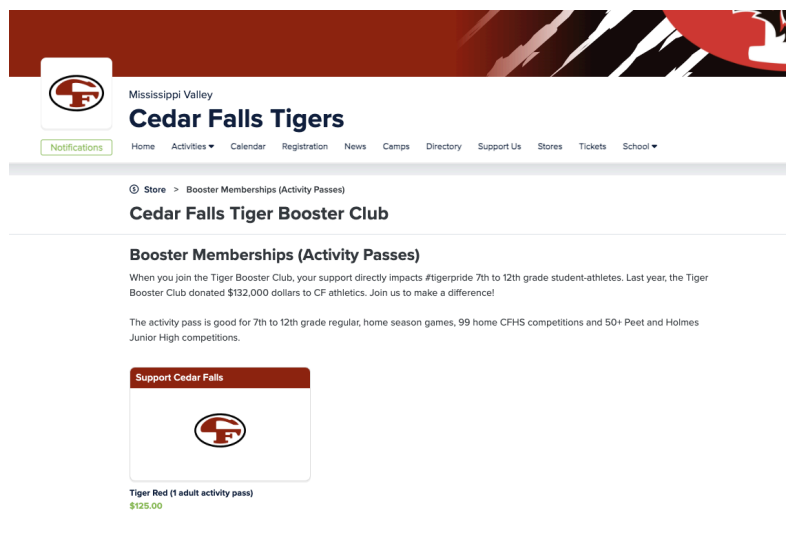 Mississippi Valley
Cedar Falls Tigers
Notifications
Home Activities Calendar Registration News Camps Directory Support Us Stores Tickets School
Store > Booster Memberships (Activity Passes)
Cedar Falls Tiger Booster Club
Booster Memberships (Activity Passes)
When you join the Tiger Booster Club, your support directly impacts #tigerpride 7th to 12th grade student-athletes. Last year, the Tiger
Booster Club donated $132,000 dollars to CF athletics. Join us to make a difference!
The activity pass is good for 7th to 12th grade regular, home season games, 99 home CFHS competitions and 50+ Peet and Holmes
Junior High competitions.
Support Cedar Falls
CF
Tiger Red (1 adult activity pass)
$125.00